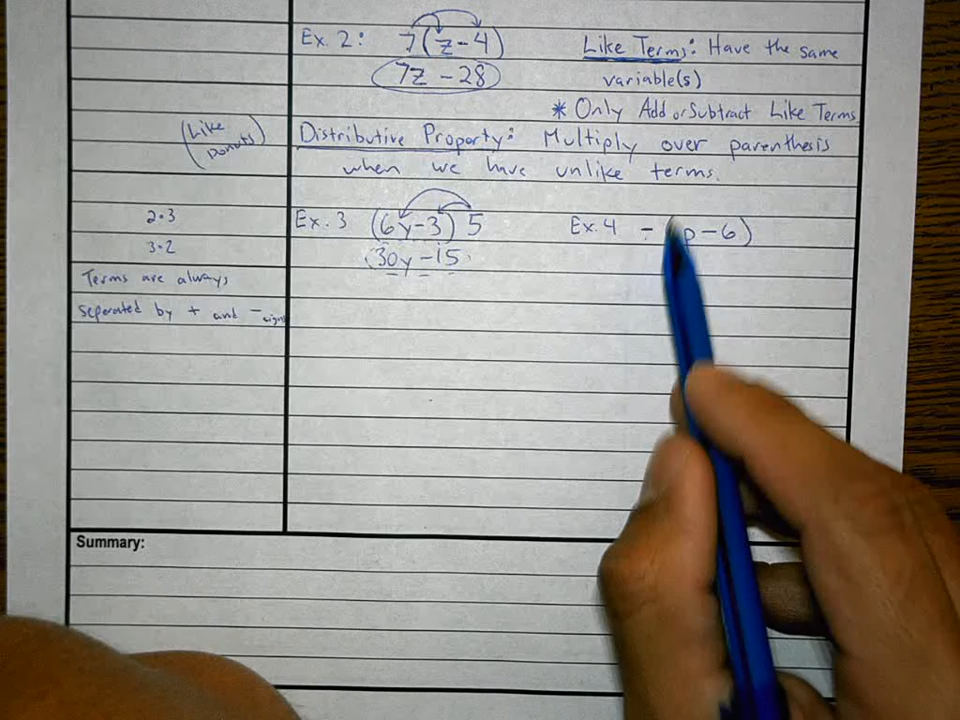 Ex. 2: 7(z-4)
7z - 28
Like Terms: Have the same
variable(s)
* Only Add or Subtract Like Terms
(Like
Donuts)
Distributive Property: Multiply over parenthesis
when we have unlike terms.
2·3
3·2
Terms are always
seperated by + and - signs
Ex. 3 (6y-3) 5
(30y - 15
Ex. 4 - (p-6)
Summary: